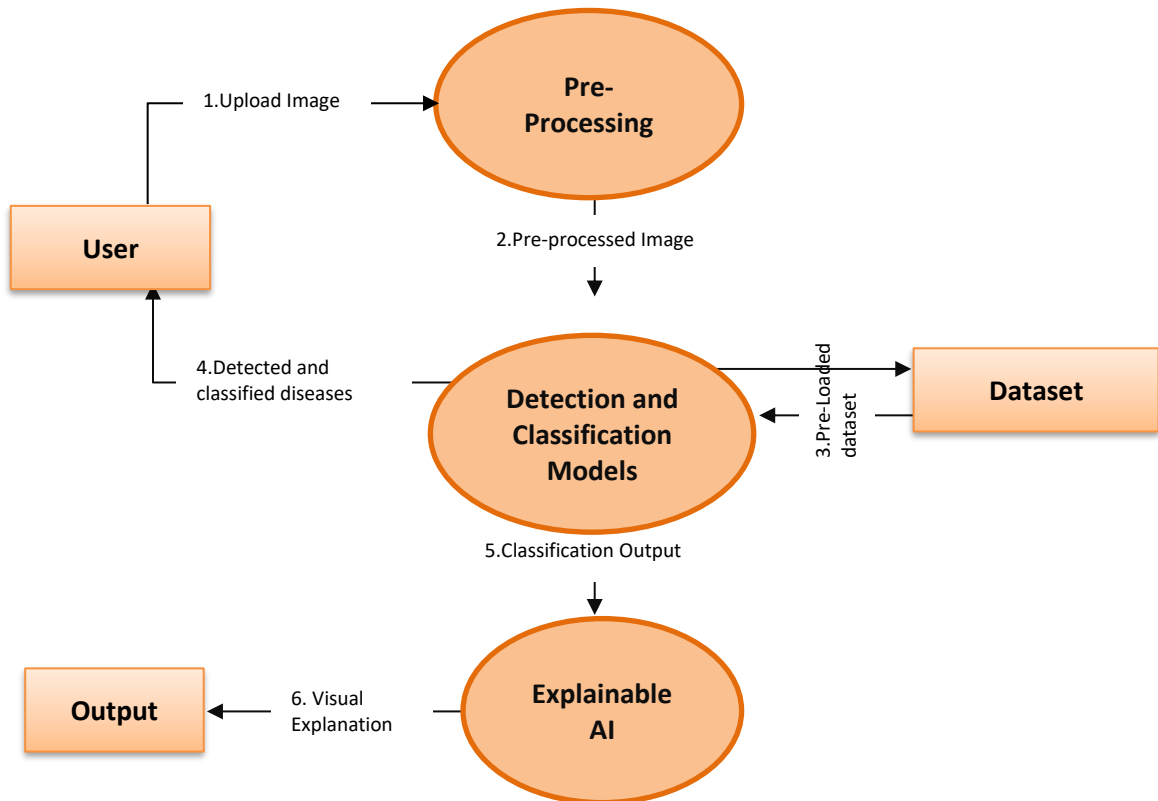 Pre-
Processing
1.Upload Image
User
2.Pre-processed Image
4.Detected and
classified diseases
Detection and
Classification
Models
3.Pre-Loaded
dataset
Dataset
5.Classification Output
Output
6. Visual
Explanation
Explainable
AI